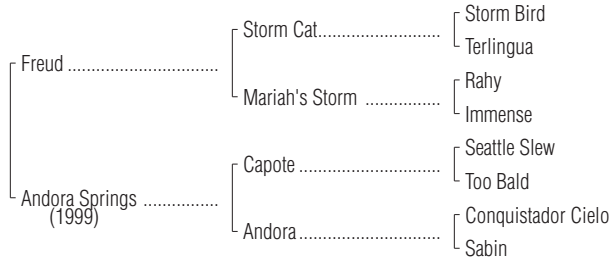 Storm Bird
Storm Cat..........................
Terlingua
Freud ................................
Rahy
Mariah's Storm ................
Immense
Seattle Slew
Capote ..............................
Too Bald
Andora Springs ................
(1999)
Conquistador Cielo
Andora..............................
Sabin